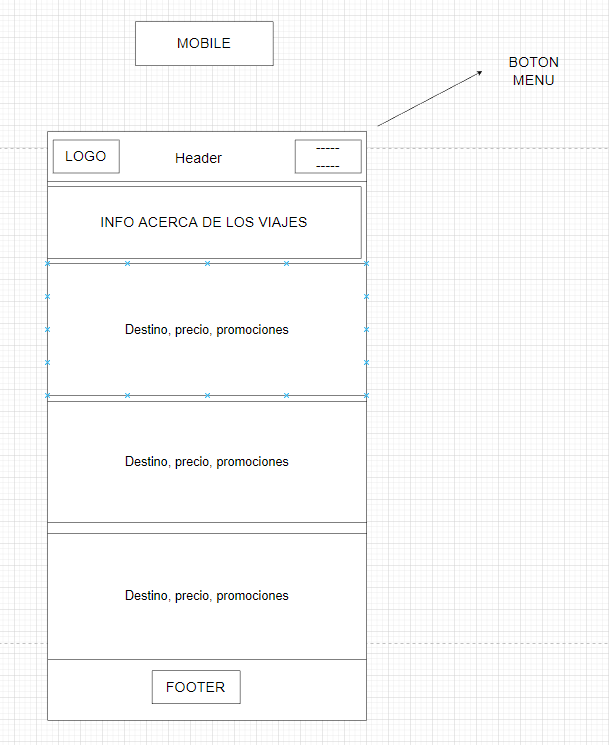 MOBILE
BOTON
MENU
LOGO
Header
-----
-----
INFO ACERCA DE LOS VIAJES
Destino, precio, promociones
Destino, precio, promociones
Destino, precio, promociones
FOOTER